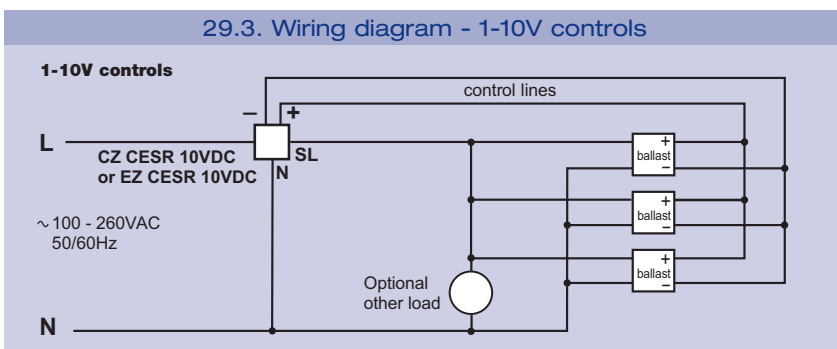 29.3. Wiring diagram - 1-10V controls
1-10V controls
control lines
– +
L
SL
CZ CESR 10VDC
or EZ CESR 10VDC
N
+
ballast
–
~ 100 - 260VAC
50/60Hz
+
ballast
–
+
ballast
–
Optional
other load
N